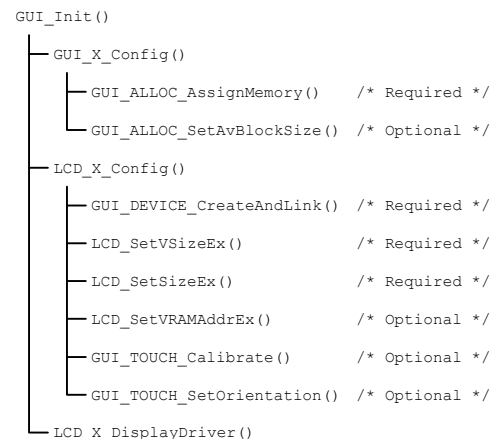 GUI_Init()
GUI_X_Config()
GUI_ALLOC_AssignMemory() /* Required */
GUI_ALLOC_SetAvBlockSize() /* Optional */
LCD_X_Config()
GUI_DEVICE_CreateAndLink() /* Required */
LCD_SetVSizeEx() /* Required */
LCD_SetSizeEx() /* Required */
LCD_SetVRAMAddrEx() /* Optional */
GUI_TOUCH_Calibrate() /* Optional */
GUI_TOUCH_SetOrientation() /* Optional */
LCD_X_DisplayDriver()